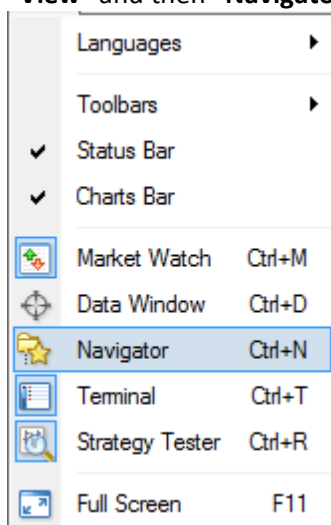 View" and then "Navigato
Languages
Toolbars
Status Bar
Charts Bar
Market Watch Ctrl+M
Data Window Ctrl+D
Navigator Ctrl+N
Terminal Ctrl+T
Strategy Tester Ctrl+R
Full Screen F11